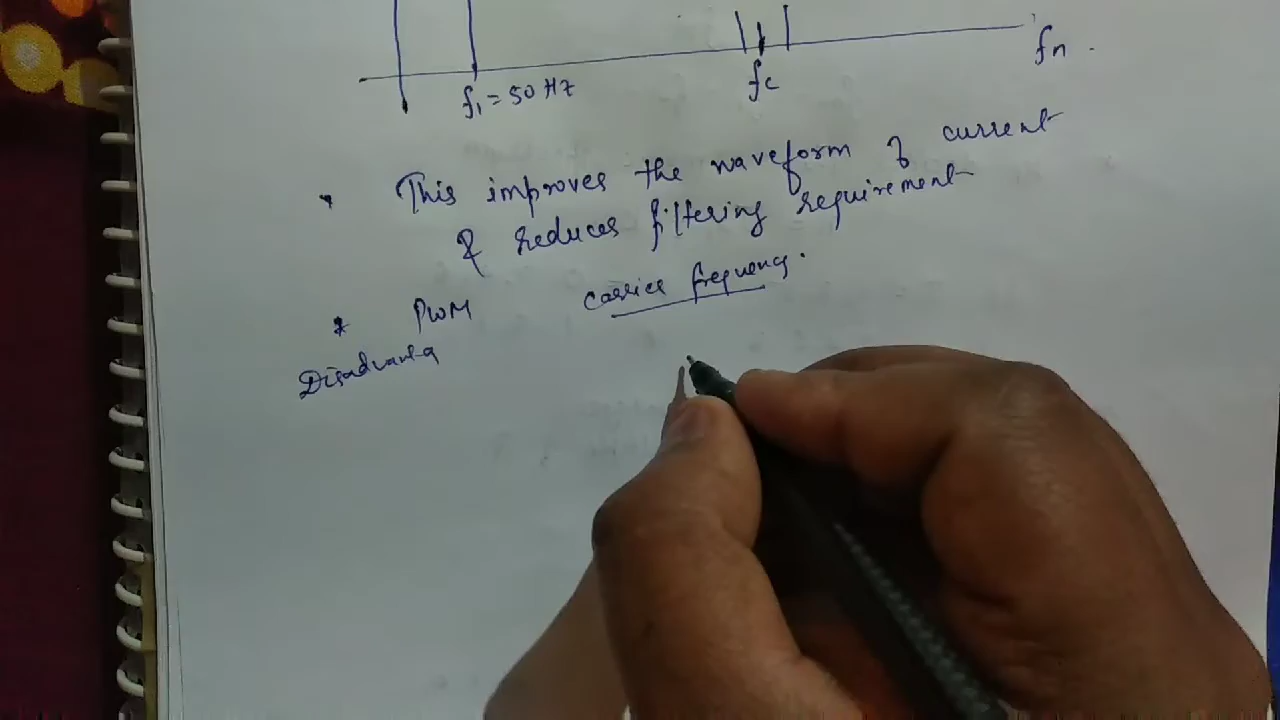 f1 = 50 Hz fc fn .
• This improves the waveform of current
& reduces filtering requirement
* PWM carrier frequency.
Disadvanta